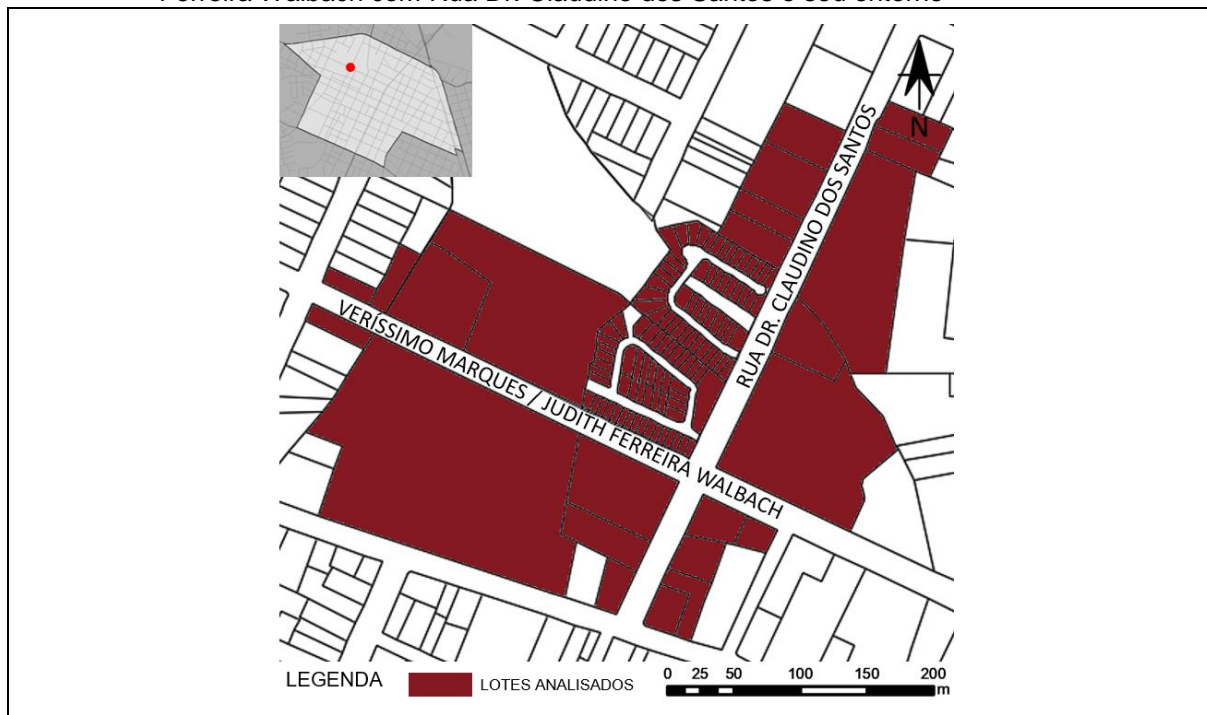 Ferreira Walbach com Rua Dr. Claudino dos Santos e seu entorno
N
RUA DR. CLAUDINO DOS SANTOS
VERÍSSIMO MARQUES / JUDITH FERREIRA WALBACH
LEGENDA
LOTES ANALISADOS
0 25 50 100 150 200
m